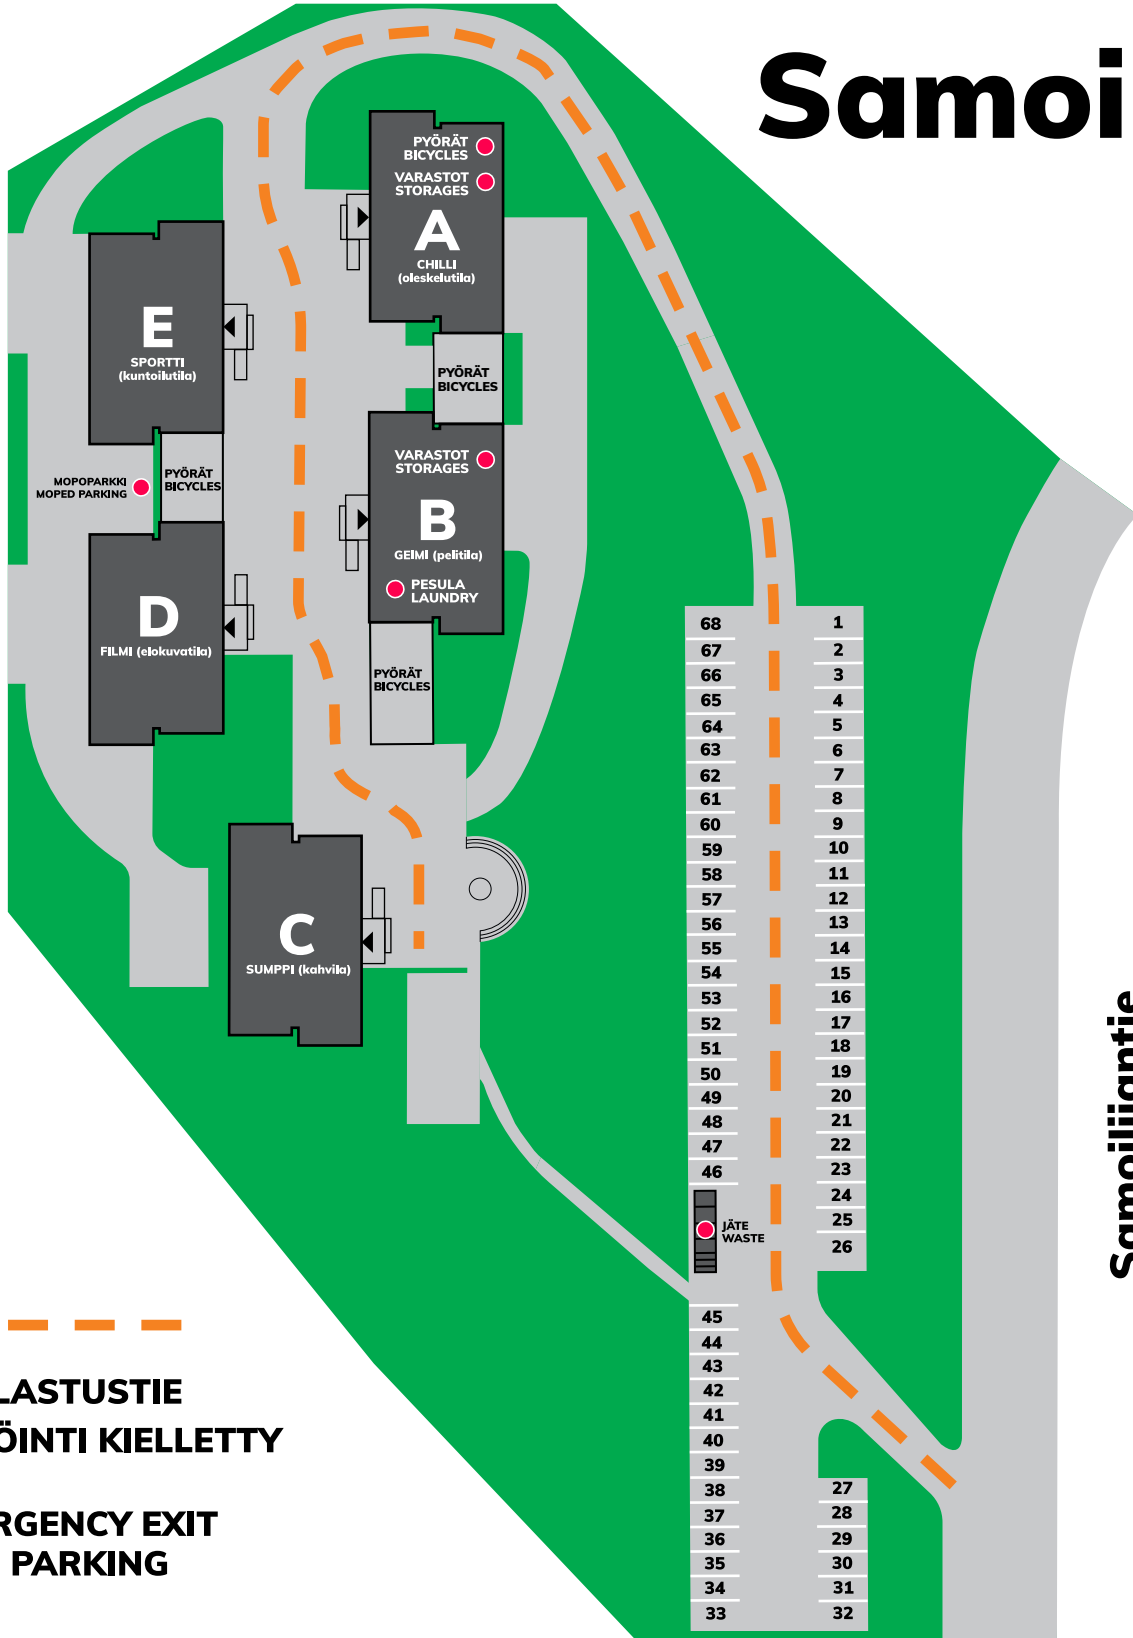 Samoi
PYÖRÄT
BICYCLES
VARASTOT
STORAGES
A
CHILLI
(oleskelutila)
E
SPORTTI
(kuntoilutila)
PYÖRÄT
BICYCLES
VARASTOT
STORAGES
MOPOPARKKI
MOPED PARKING
PYÖRÄT
BICYCLES
B
GEIMI (pelitila)
PESULA
LAUNDRY
D
FILMI (elokuvatila)
PYÖRÄT
BICYCLES
C
SUMPPI (kahvila)
68
67
66
65
64
63
62
61
60
59
58
57
56
55
54
53
52
51
50
49
48
47
46
JÄTE
WASTE
45
44
43
42
41
40
39
38
37
36
35
34
33
1
2
3
4
5
6
7
8
9
10
11
12
13
14
15
16
17
18
19
20
21
22
23
24
25
26
27
28
29
30
31
32
Samoilijantie
LASTUSTIE
ÖINTI KIELLETTY
RGENCY EXIT
PARKING